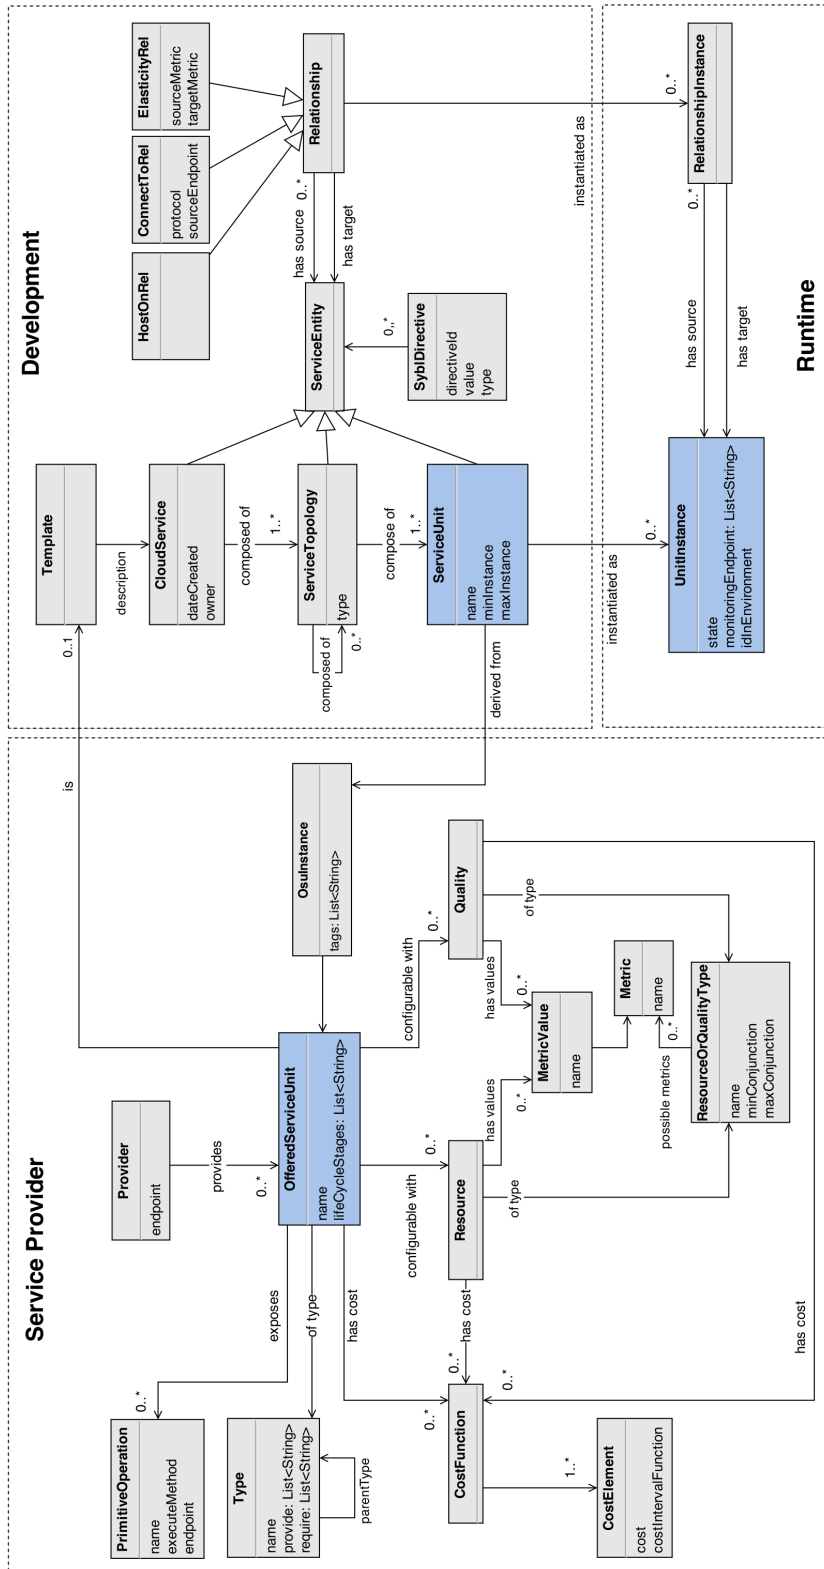 Service Provider
PrimitiveOperation
name
executeMethod
endpoint
0..*
exposes
Type
name
provide: List<String>
require: List<String>
parentType
of type
has cost
0..*
Provider
endpoint
provides
0..*
OfferedServiceUnit
name
lifeCycleStages: List<String>
is
0..1
OsuInstance
tags: List<String>
configurable with
0..*
configurable with
0..*
CostFunction
has cost
0..*
0..*
Resource
Quality
has values
0..*
has values
0..*
MetricValue
name
of type
of type
Metric
name
possible metrics
0..*
ResourceOrQualityType
name
minConjunction
maxConjunction
has cost
1..*
CostElement
cost
costIntervalFunction
Development
Template
description
CloudService
dateCreated
owner
composed of
1..*
ServiceTopology
type
composed of
0..*
compose of
1..*
ServiceUnit
name
minInstance
maxInstance
derived from
HostOnRel
ConnectToRel
protocol
sourceEndpoint
ElasticityRel
sourceMetric
targetMetric
Relationship
0..*
has source
has target
ServiceEntity
0,,*
SyblDirective
directiveId
value
type
instantiated as
0..*
instantiated as
0..*
Runtime
UnitInstance
state
monitoringEndpoint: List<String>
idInEnvironment
has source
has target
0..*
RelationshipInstance